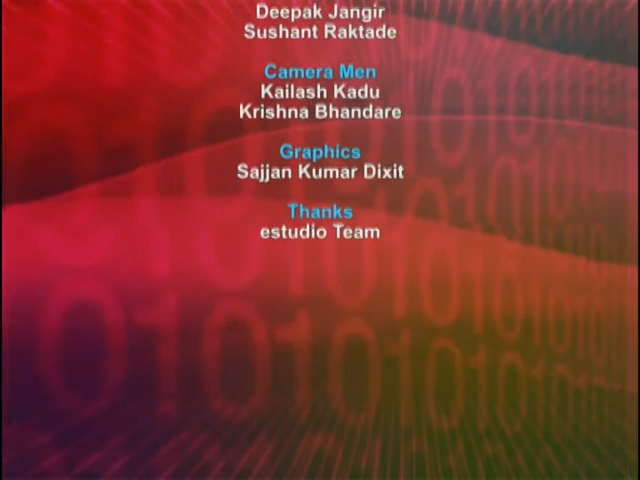 Deepak Jangir
Sushant Raktade
Camera Men
Kailash Kadu
Krishna Bhandare
Graphics
Sajjan Kumar Dixit
Thanks
estudio Team